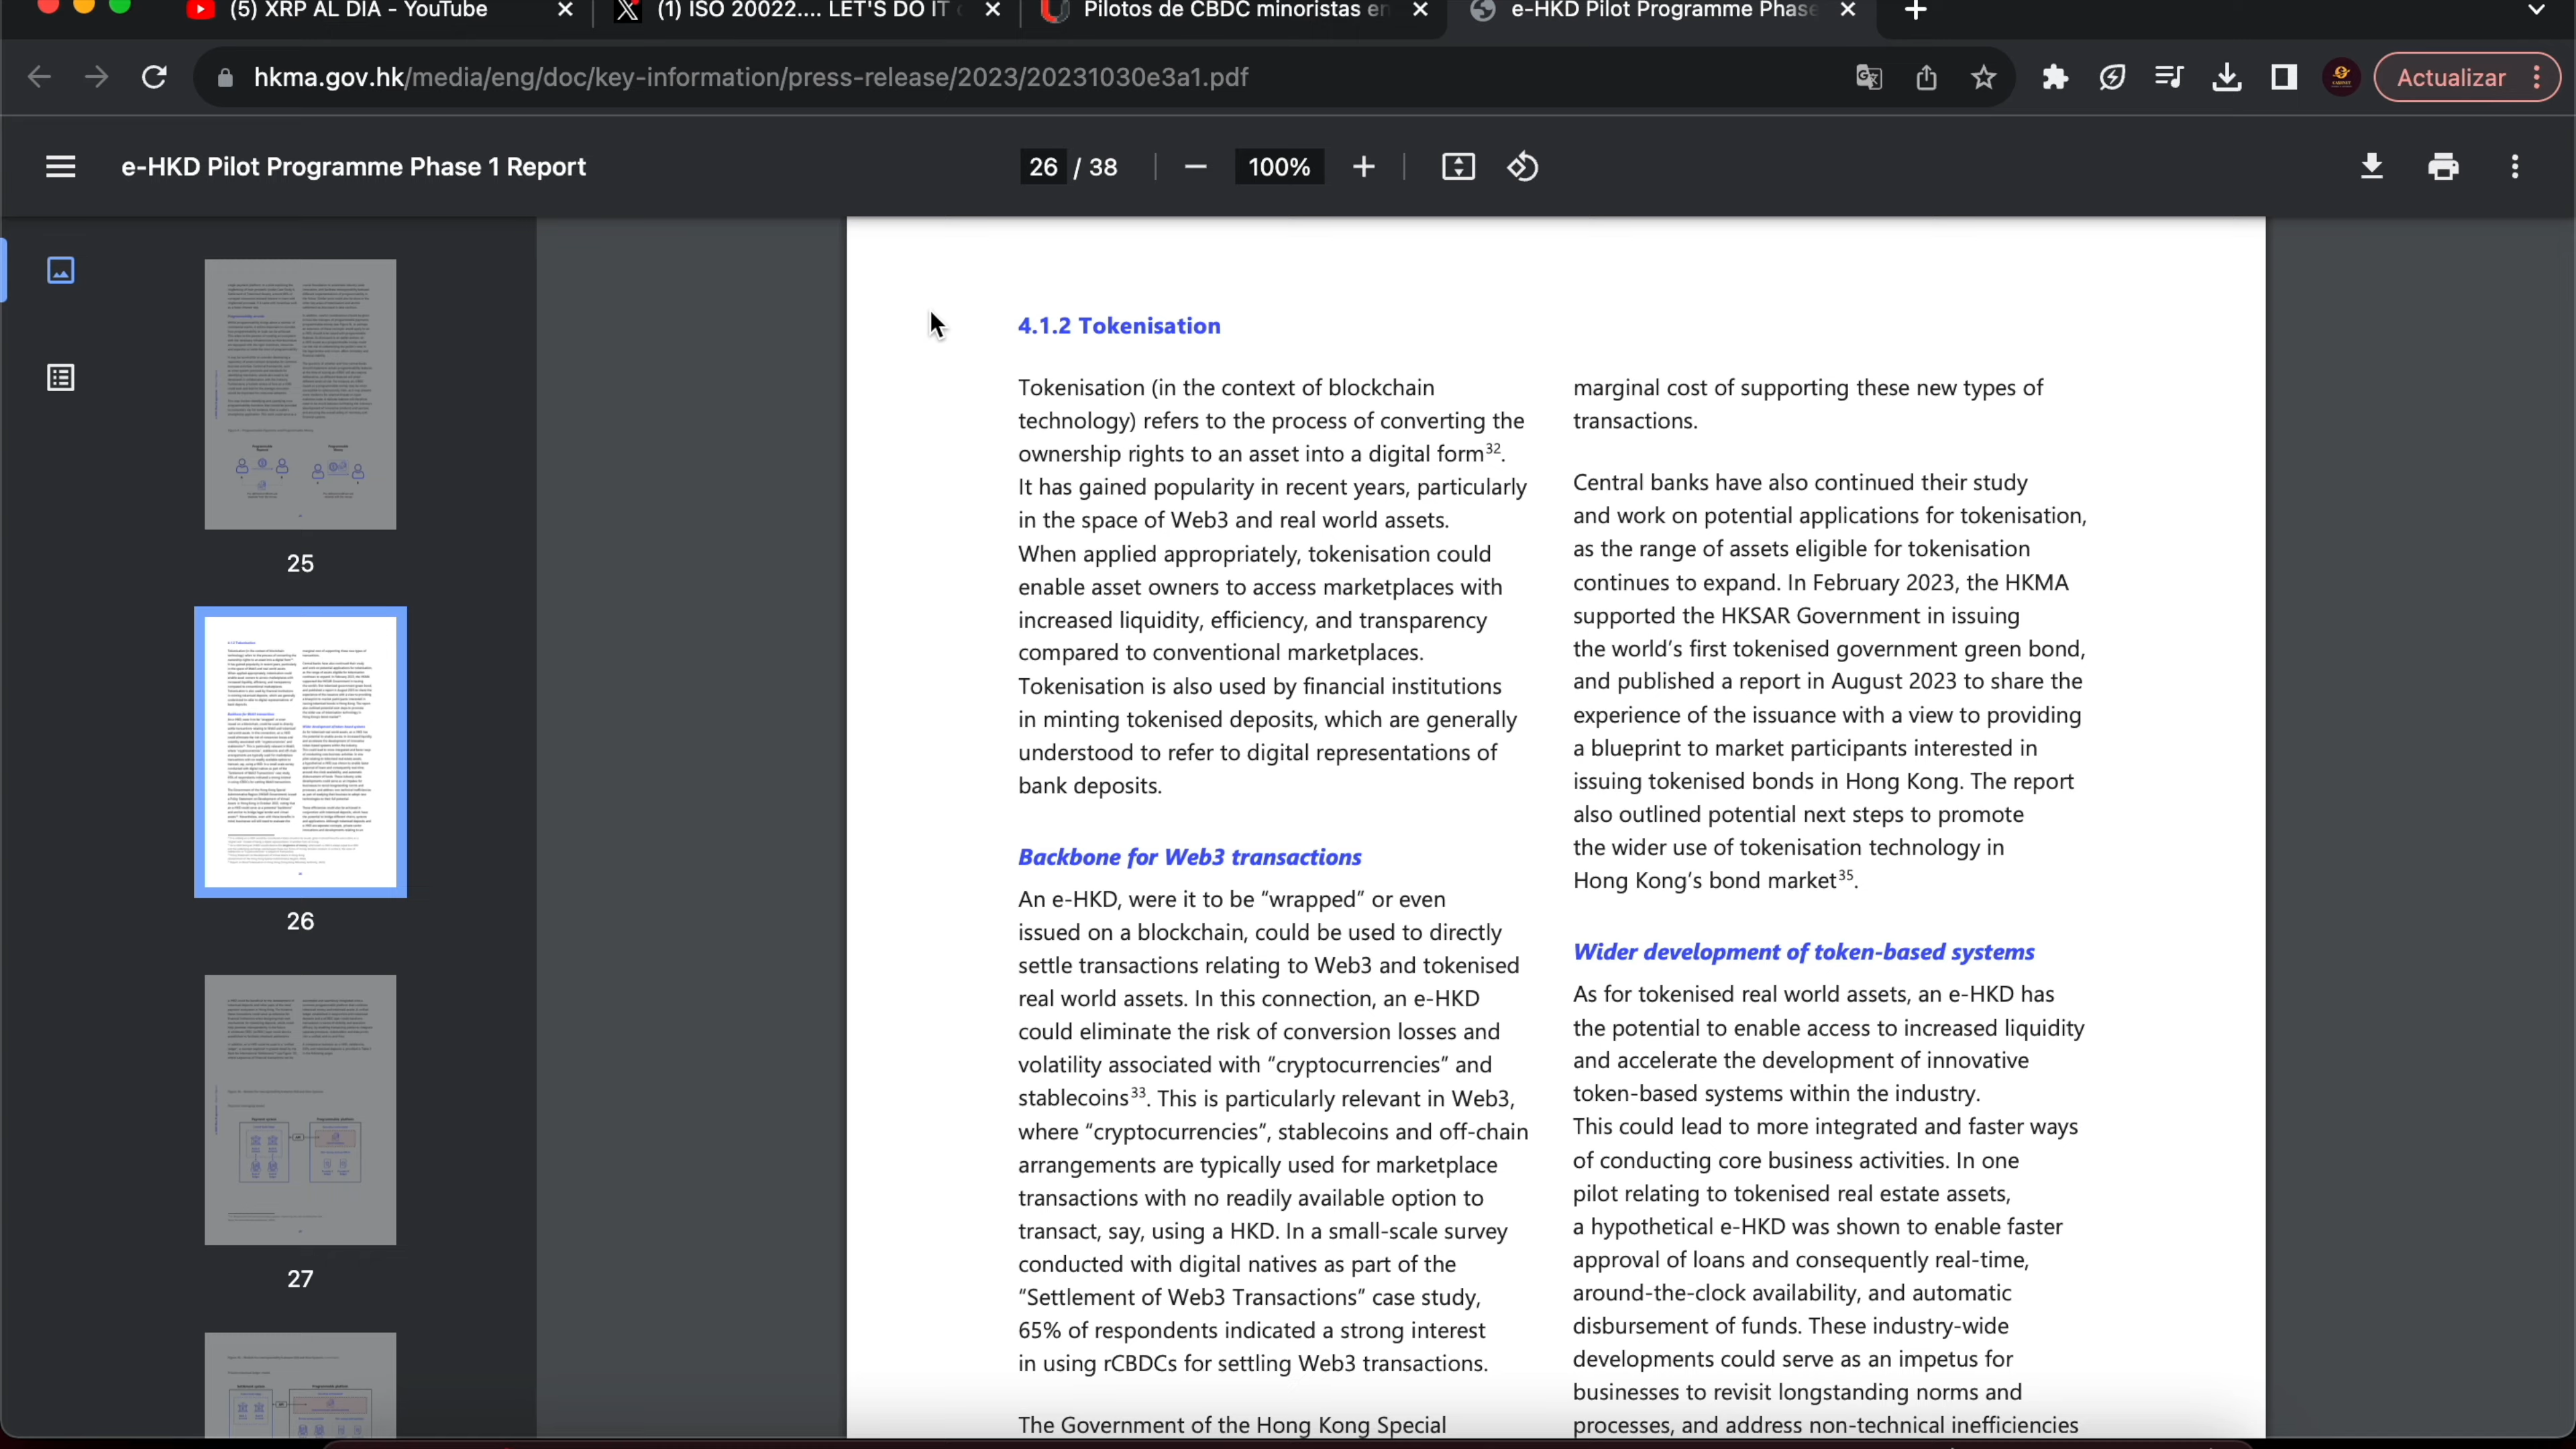 (5) XRP AL DIA - YouTube
(1) ISO 20022.... LET'S DO IT
Pilotos de CBDC minoristas en
e-HKD Pilot Programme Phase
hkma.gov.hk/media/eng/doc/key-information/press-release/2023/20231030e3a1.pdf
Actualizar
e-HKD Pilot Programme Phase 1 Report
26 / 38
100%
25
26
27
4.1.2 Tokenisation
Tokenisation (in the context of blockchain
technology) refers to the process of converting the
ownership rights to an asset into a digital form32.
It has gained popularity in recent years, particularly
in the space of Web3 and real world assets.
When applied appropriately, tokenisation could
enable asset owners to access marketplaces with
increased liquidity, efficiency, and transparency
compared to conventional marketplaces.
Tokenisation is also used by financial institutions
in minting tokenised deposits, which are generally
understood to refer to digital representations of
bank deposits.
Backbone for Web3 transactions
An e-HKD, were it to be “wrapped” or even
issued on a blockchain, could be used to directly
settle transactions relating to Web3 and tokenised
real world assets. In this connection, an e-HKD
could eliminate the risk of conversion losses and
volatility associated with “cryptocurrencies” and
stablecoins33. This is particularly relevant in Web3,
where “cryptocurrencies”, stablecoins and off-chain
arrangements are typically used for marketplace
transactions with no readily available option to
transact, say, using a HKD. In a small-scale survey
conducted with digital natives as part of the
“Settlement of Web3 Transactions” case study,
65% of respondents indicated a strong interest
in using rCBDCs for settling Web3 transactions.
The Government of the Hong Kong Special
marginal cost of supporting these new types of
transactions.
Central banks have also continued their study
and work on potential applications for tokenisation,
as the range of assets eligible for tokenisation
continues to expand. In February 2023, the HKMA
supported the HKSAR Government in issuing
the world’s first tokenised government green bond,
and published a report in August 2023 to share the
experience of the issuance with a view to providing
a blueprint to market participants interested in
issuing tokenised bonds in Hong Kong. The report
also outlined potential next steps to promote
the wider use of tokenisation technology in
Hong Kong’s bond market35.
Wider development of token-based systems
As for tokenised real world assets, an e-HKD has
the potential to enable access to increased liquidity
and accelerate the development of innovative
token-based systems within the industry.
This could lead to more integrated and faster ways
of conducting core business activities. In one
pilot relating to tokenised real estate assets,
a hypothetical e-HKD was shown to enable faster
approval of loans and consequently real-time,
around-the-clock availability, and automatic
disbursement of funds. These industry-wide
developments could serve as an impetus for
businesses to revisit longstanding norms and
processes, and address non-technical inefficiencies